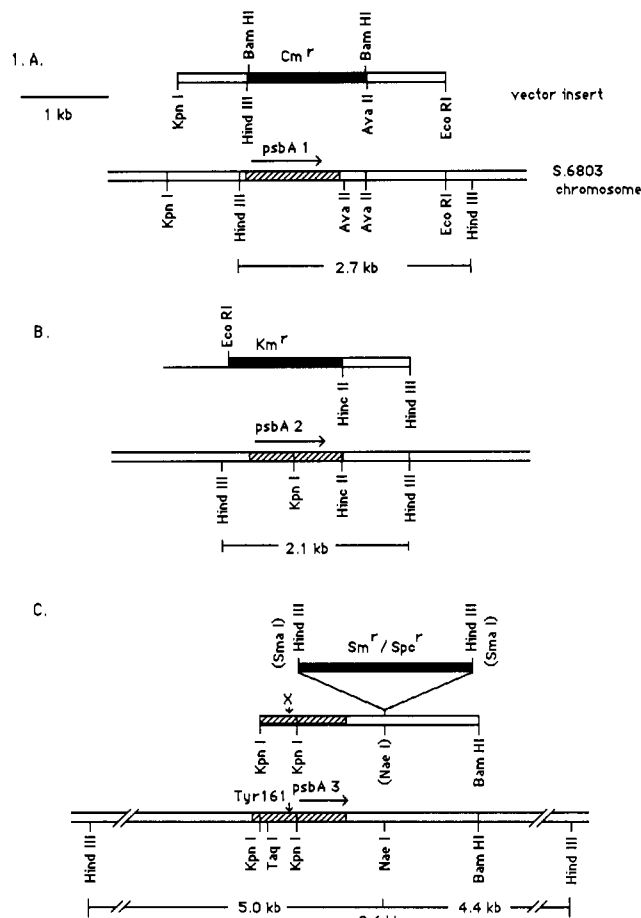 1. A.
Bam HI
Bam HI
Cm r
1 kb
vector insert
Kpn I
Hind III
Ava II
Eco RI
psbA 1
S.6803
chromosome
Kpn I
Hind III
Ava II
Ava II
Eco RI
Hind III
2.7 kb
B.
Eco RI
Km r
Hinc II
Hind III
psbA 2
Hind III
Kpn I
Hinc II
Hind III
2.1 kb
C.
(Sma I)
Hind III
Sm r / Spc r
Hind III
(Sma I)
X
Kpn I
Kpn I
(Nae I)
Bam HI
Tyr161
psbA 3
Hind III
Kpn I
Taq I
Kpn I
Nae I
Bam HI
Hind III
5.0 kb
4.4 kb